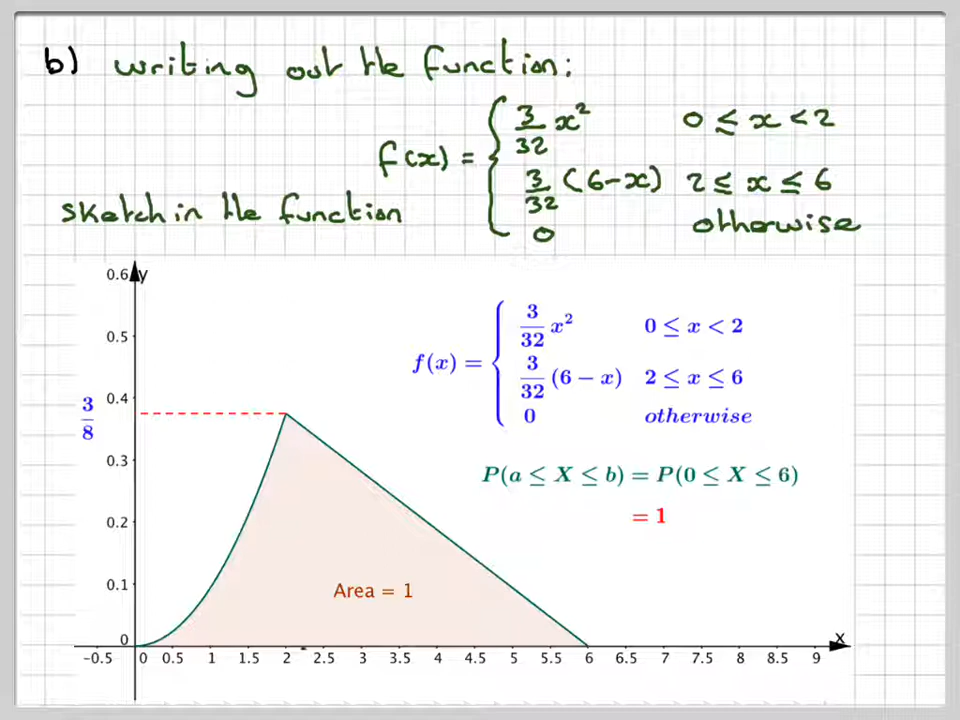 b) writing out the function:
f(x) = { 3/32 x² 0 ≤ x < 2
3/32 (6-x) 2 ≤ x ≤ 6
0 otherwise
sketch in the function
0.6 y
0.5
0.4
3/8
0.3
0.2
0.1
0
f(x) = { 3/32 x² 0 ≤ x < 2
3/32 (6 − x) 2 ≤ x ≤ 6
0 otherwise
P(a ≤ X ≤ b) = P(0 ≤ X ≤ 6)
= 1
Area = 1
x
-0.5 0 0.5 1 1.5 2 2.5 3 3.5 4 4.5 5 5.5 6 6.5 7 7.5 8 8.5 9